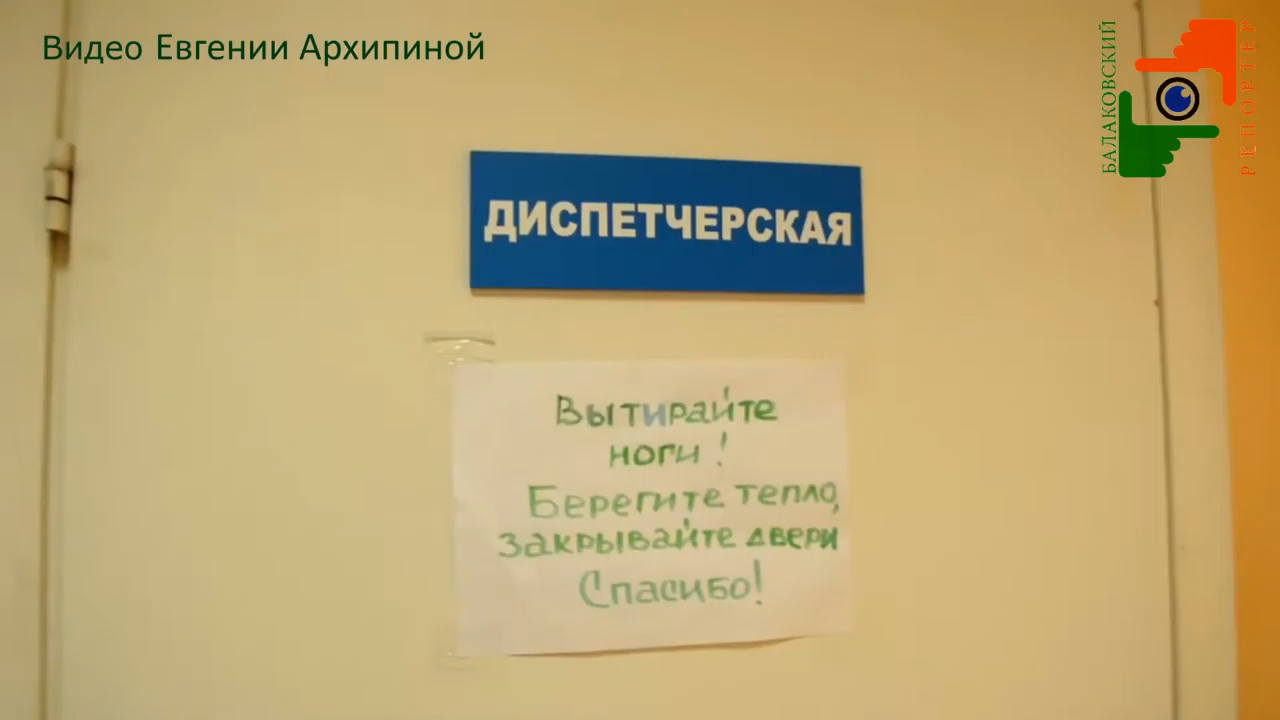 Видео Евгении Архипиной
БАЛАКОВСКИЙ
РЕПОРТЕР
ДИСПЕТЧЕРСКАЯ
Вытирайте
ноги!
Берегите тепло,
закрывайте двери
Спасибо!